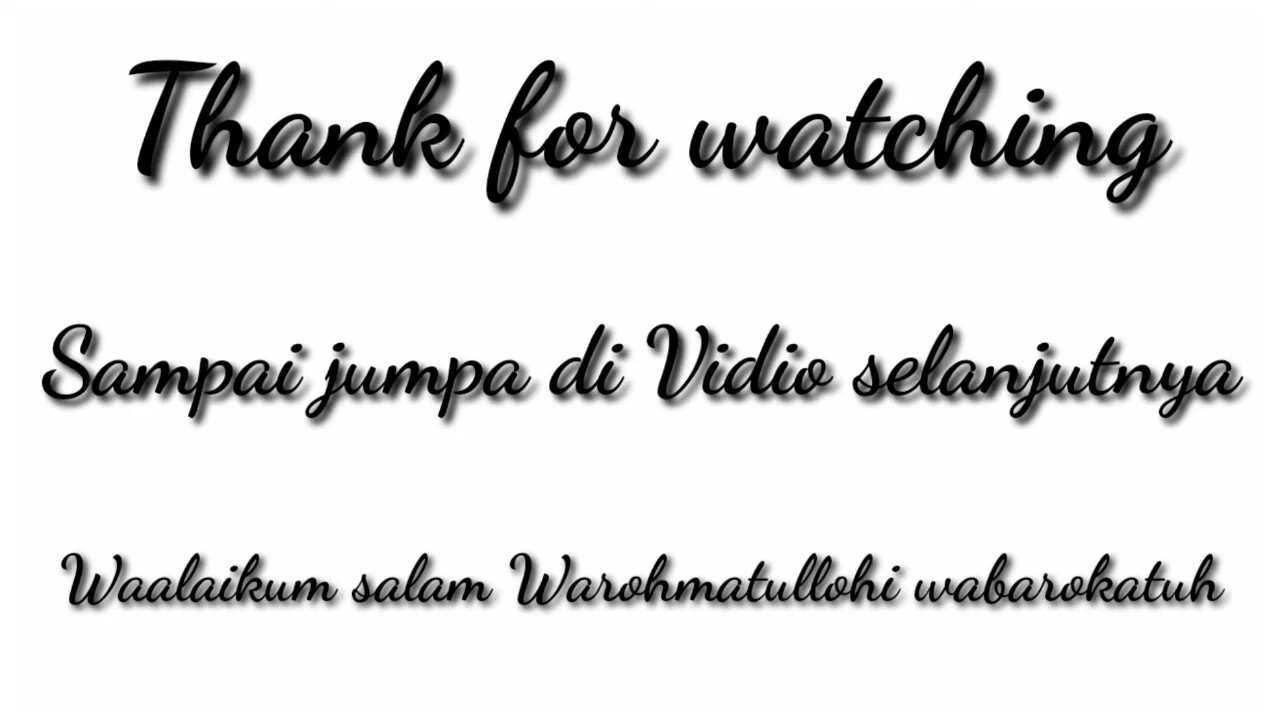 Thank for watching
Sampai jumpa di Vidio selanjutnya
Waalaikum salam Warohmatullohi wabarokatuh